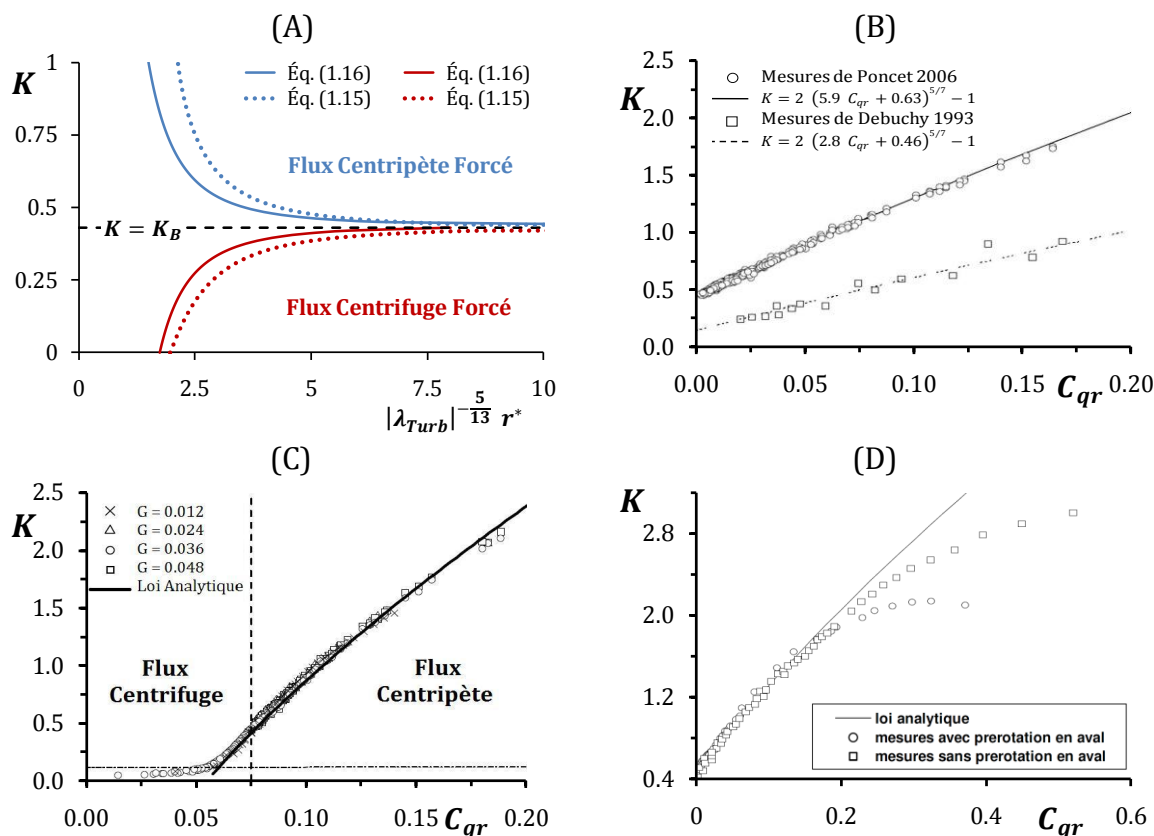 (A)
K
1
0.75
0.5
0.25
0
Éq. (1.16) Éq. (1.16)
Éq. (1.15) Éq. (1.15)
Flux Centripète Forcé
K = K_B
Flux Centrifuge Forcé
0 2.5 5 7.5 10
|λ_Turb|^{-5/13} r*
(B)
K
2.5
2.0
1.5
1.0
0.5
0.0
Mesures de Poncet 2006
K = 2 (5.9 C_qr + 0.63)^{5/7} − 1
Mesures de Debuchy 1993
K = 2 (2.8 C_qr + 0.46)^{5/7} − 1
0.00 0.05 0.10 0.15 0.20
C_qr
(C)
K
2.5
2.0
1.5
1.0
0.5
0.0
G = 0.012
G = 0.024
G = 0.036
G = 0.048
Loi Analytique
Flux Centrifuge
Flux Centripète
0.00 0.05 0.10 0.15 0.20
C_qr
(D)
K
2.8
2.0
1.2
0.4
loi analytique
mesures avec prerotation en aval
mesures sans prerotation en aval
0 0.2 0.4 0.6
C_qr